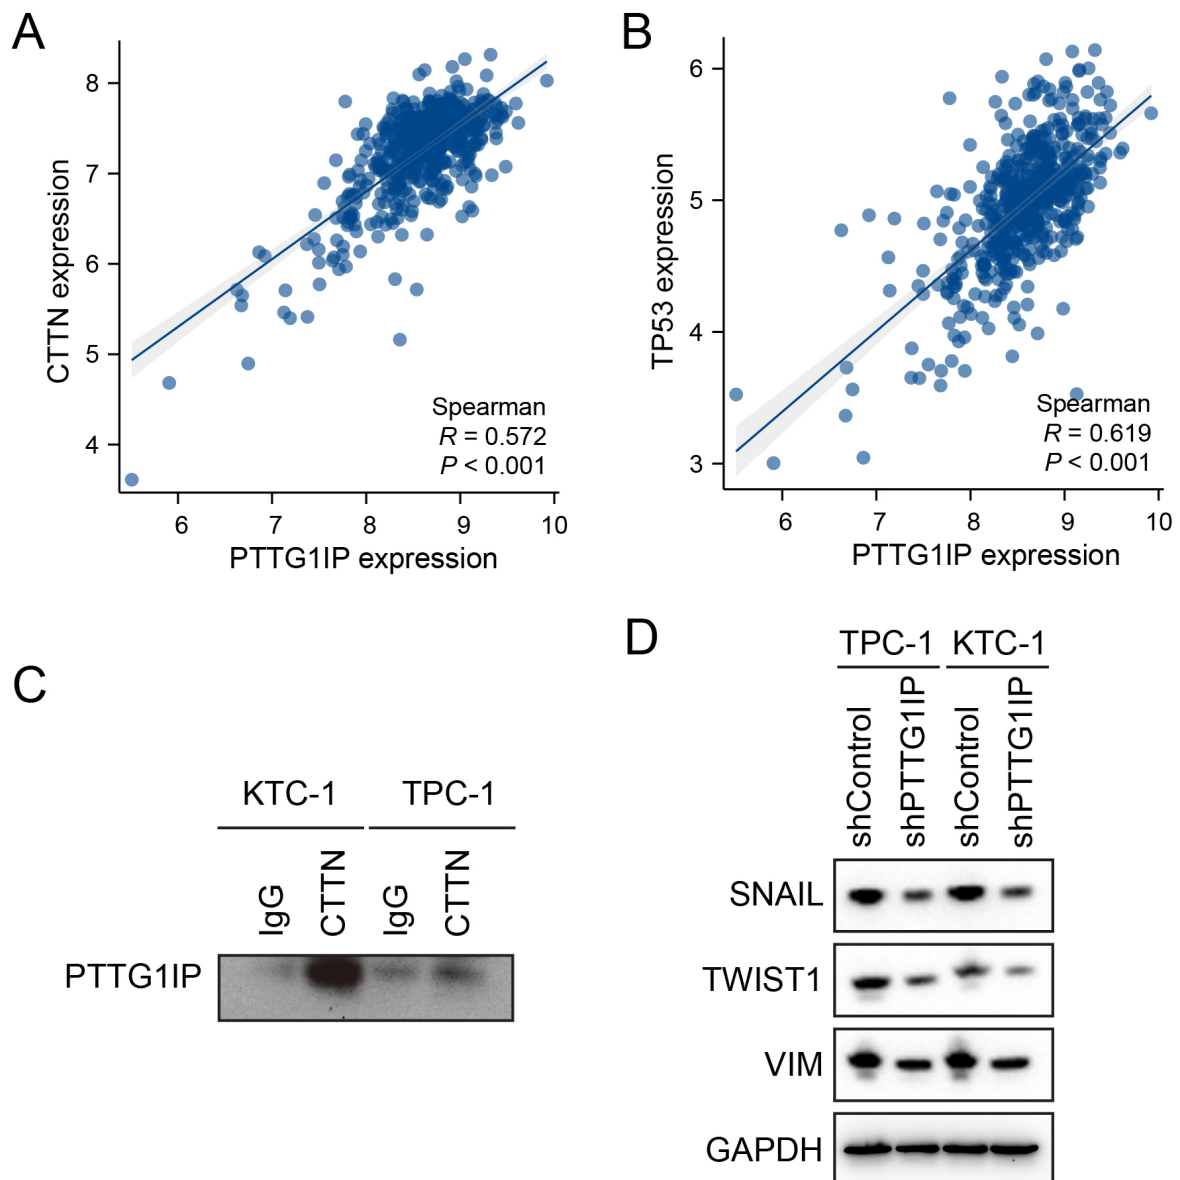 A
8
7
6
5
4
CTTN expression
Spearman
R = 0.572
P < 0.001
6 7 8 9 10
PTTG1IP expression
B
6
5
4
3
TP53 expression
Spearman
R = 0.619
P < 0.001
6 7 8 9 10
PTTG1IP expression
C
KTC-1 TPC-1
IgG CTTN IgG CTTN
PTTG1IP
D
TPC-1 KTC-1
shControl shPTTG1IP shControl shPTTG1IP
SNAIL
TWIST1
VIM
GAPDH